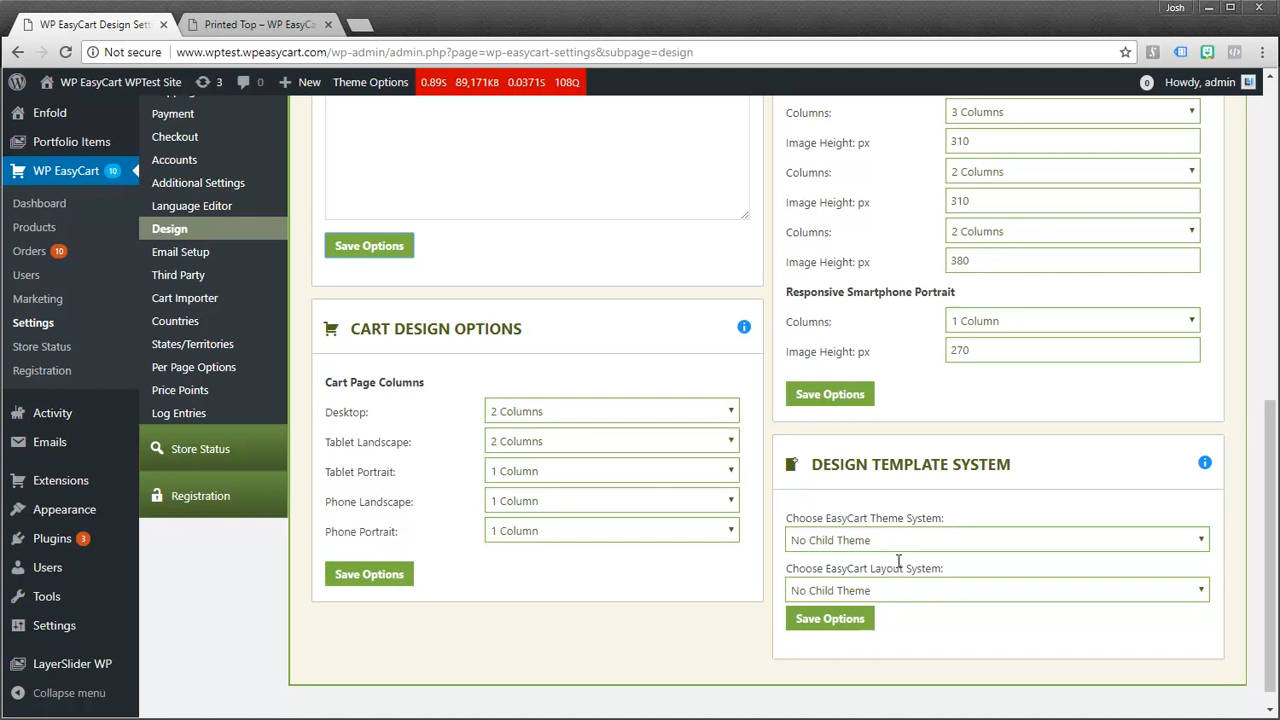 Josh
WP EasyCart Design Sett
Printed Top – WP EasyCa
Not secure
www.wptest.wpeasycart.com/wp-admin/admin.php?page=wp-easycart-settings&subpage=design
WP EasyCart WPTest Site
3
0
New
Theme Options
0.89S 89,171KB 0.0371S 108Q
0
Howdy, admin
Enfold
Portfolio Items
WP EasyCart 10
Dashboard
Products
Orders 10
Users
Marketing
Settings
Store Status
Registration
Activity
Emails
Extensions
Appearance
Plugins 3
Users
Tools
Settings
LayerSlider WP
Collapse menu
Payment
Checkout
Accounts
Additional Settings
Language Editor
Design
Email Setup
Third Party
Cart Importer
Countries
States/Territories
Per Page Options
Price Points
Log Entries
Store Status
Registration
Save Options
CART DESIGN OPTIONS
Cart Page Columns
Desktop: 2 Columns
Tablet Landscape: 2 Columns
Tablet Portrait: 1 Column
Phone Landscape: 1 Column
Phone Portrait: 1 Column
Save Options
Columns: 3 Columns
Image Height: px 310
Columns: 2 Columns
Image Height: px 310
Columns: 2 Columns
Image Height: px 380
Responsive Smartphone Portrait
Columns: 1 Column
Image Height: px 270
Save Options
DESIGN TEMPLATE SYSTEM
Choose EasyCart Theme System:
No Child Theme
Choose EasyCart Layout System:
No Child Theme
Save Options